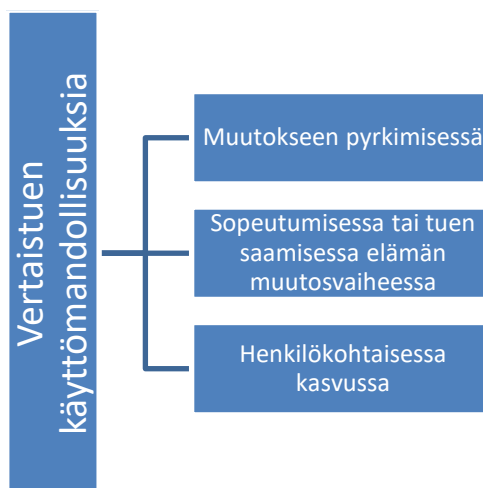 Vertaistuen
käyttömandollisuuksia
Muutokseen pyrkimisessä
Sopeutumisessa tai tuen
saamisessa elämän
muutosvaiheessa
Henkilökohtaisessa
kasvussa